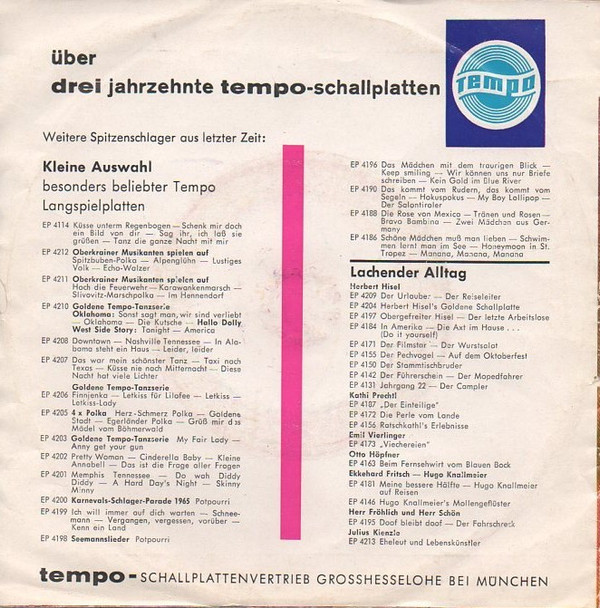 über
drei jahrzehnte tempo-schallplatten
TEMPO
Weitere Spitzenschlager aus letzter Zeit:
Kleine Auswahl
besonders beliebter Tempo
Langspielplatten
EP 4114 Küsse unterm Regenbogen — Schenk mir doch
ein Bild von dir — Sag ihr, ich laß sie
grüßen — Tanz die ganze Nacht mit mir
EP 4212 Oberkrainer Musikanten spielen auf
Spitzbuben-Polka — Alpenglühn — Lustiges
Volk — Echo-Walzer
EP 4211 Oberkrainer Musikanten spielen auf
Hoch die Feuerwehr — Karawankenmarsch —
Slivovitz-Marschpolka — Im Hennendorf
EP 4210 Goldene Tempo-Tanzserie
Oklahoma: Sonst sagt man, wir sind verliebt
— Oklahoma — Die Kutsche — Hallo Dolly
West Side Story: Tonight — America
EP 4208 Downtown — Nashville Tennessee — In Ala-
bama steht ein Haus — Leider, leider
EP 4207 Das war mein schönster Tanz — Taxi nach
Texas — Küsse nie nach Mitternacht — Diese
Nacht hat viele Lichter
Goldene Tempo-Tanzserie
EP 4206 Finnjenka — Letkiss für Lilofee — Letkiss —
Letkiss-Lady
EP 4205 4 x Polka Herz-Schmerz Polka — Goldene
Stadt — Egerländer Polka — Grüß mir das
Mädel vom Böhmerwald
EP 4203 Goldene Tempo-Tanzserie My Fair Lady —
Anny get your gun
EP 4202 Pretty Woman — Cinderella Baby — Kleine
Annabell — Das ist die Frage aller Fragen
EP 4201 Memphis Tennessee — Do wah Diddy
Diddy — A Hard Day's Night — Skinny
Minny
EP 4200 Karnevals-Schlager-Parade 1965 Potpourri
EP 4199 Ich will immer auf dich warten — Schnee-
mann — Vergangen, vergessen, vorüber —
Kenn ein Land
EP 4198 Seemannslieder Potpourri
EP 4196 Das Mädchen mit dem traurigen Blick —
Keep smiling — Wir können uns nur Briefe
schreiben — Kein Gold im Blue River
EP 4190 Das kommt vom Rudern, das kommt vom
Segeln — Hokuspokus — My Boy Lollipop —
Der Salontiroler
EP 4188 Die Rose von Mexico — Tränen und Rosen —
Bravo Bambina — Zwei Mädchen aus Ger-
many
EP 4186 Schöne Mädchen muß man lieben — Schwim-
men lernt man im See — Honeymoon in St.
Tropez — Manana, Manana, Manana
Lachender Alltag
Herbert Hisel
EP 4209 Der Urlauber — Der Reiseleiter
EP 4204 Herbert Hisel's Goldene Schallplatte
EP 4197 Obergefreiter Hisel — Der letzte Arbeitslose
EP 4184 In Amerika — Die Axt im Hause . . .
(Do it yourself)
EP 4171 Der Filmstar — Der Wurstsalat
EP 4155 Der Pechvogel — Auf dem Oktoberfest
EP 4150 Der Stammtischbruder
EP 4142 Der Führerschein — Der Mopedfahrer
EP 4131 Jahrgang 22 — Der Campler
Kathi Prechtl
EP 4187 „Der Einteilige"
EP 4172 Die Perle vom Lande
EP 4156 Ratschkathl's Erlebnisse
Emil Vierlinger
EP 4173 „Viechereien"
Otto Höpfner
EP 4163 Beim Fernsehwirt vom Blauen Bock
Ekkehard Fritsch — Hugo Knallmeier
EP 4181 Meine bessere Hälfte — Hugo Knallmeier
auf Reisen
EP 4146 Hugo Knallmeier's Mollengeflüster
Herr Fröhlich und Herr Schön
EP 4195 Doof bleibt doof — Der Fahrschreck
Julius Kienzle
EP 4213 Eheleut und Lebenskünstler
tempo-SCHALLPLATTENVERTRIEB GROSSHESSELOHE BEI MÜNCHEN